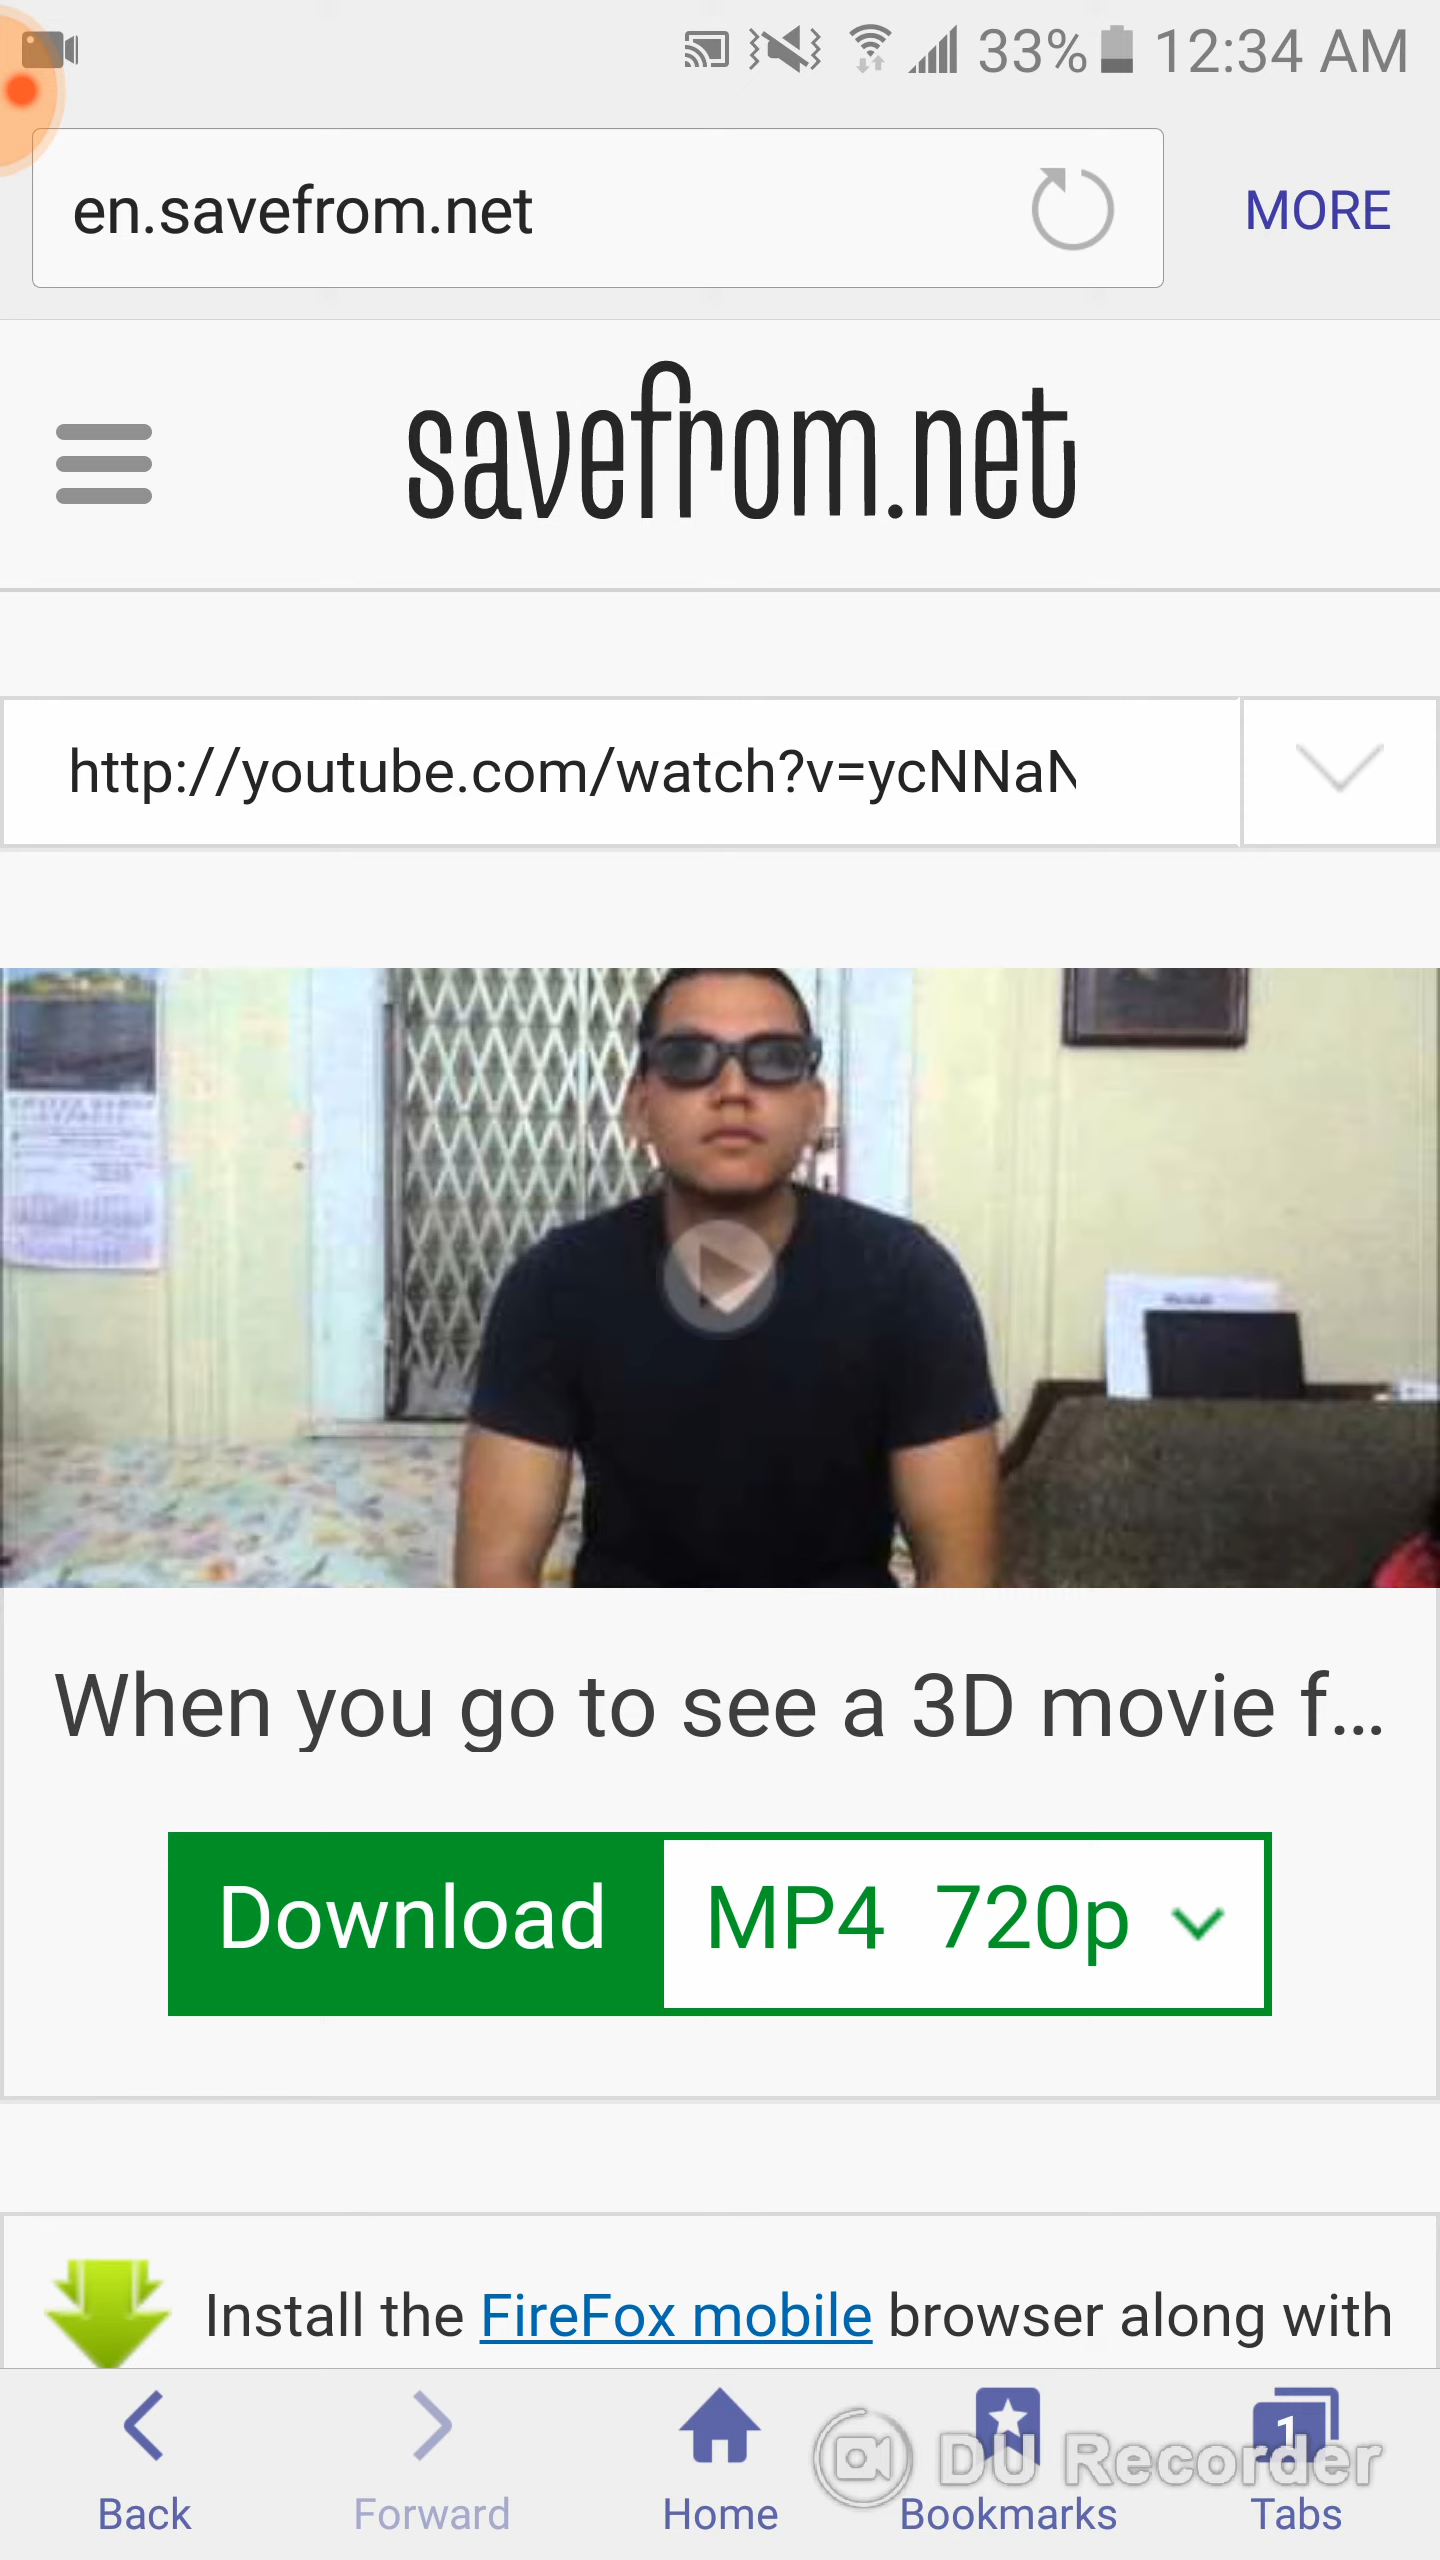 33% 12:34 AM
en.savefrom.net
MORE
savefrom.net
http://youtube.com/watch?v=ycNNaN
When you go to see a 3D movie f...
Download MP4 720p
Install the FireFox mobile browser along with
1
DU Recorder
Back Forward Home Bookmarks Tabs